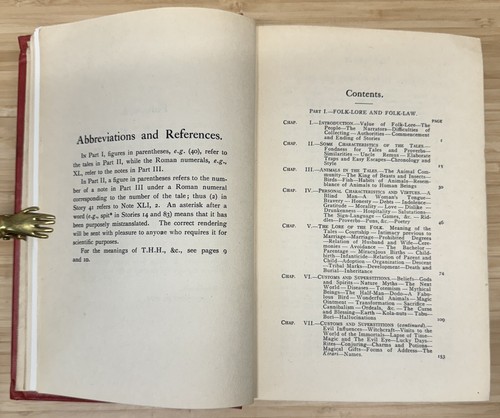 Abbreviations and References.
In Part I, figures in parentheses, e.g. (40), refer to
the tales in Part II, while the Roman numerals, e.g.,
XL, refer to the notes in Part III.
In Part II, a figure in parentheses refers to the num-
ber of a note in Part III under a Roman numeral
corresponding to the number of the tale; thus (2) in
Story 41 refers to Note XLI, 2. An asterisk after a
word (e.g., spit* in Stories 14 and 83) means that it has
been purposely mistranslated. The correct rendering
will be sent with pleasure to anyone who requires it for
scientific purposes.
For the meanings of T.H.H., &c., see pages 9
and 10.
Contents.
Part I.—FOLK-LORE AND FOLK-LAW.
PAGE
Chap. I.—Introduction.—Value of Folk-Lore—The
People—The Narrators—Difficulties of
Collecting—Authorities—Commencement
and Ending of Stories 1
Chap. II.—Some Characteristics of the Tales.—
Fondness for Tales and Proverbs—
Similarities—Uncle Remus—Elaborate
Traps and Easy Escapes—Chronology and
Style 15
Chap. III.—Animals in the Tales.—The Animal Com-
munity—The King of Beasts and Insects—
Birds—Fish—Habits of Animals—Resem-
blance of Animals to Human Beings 30
Chap. IV.—Personal Characteristics and Virtues.—A
Blind Man—A Woman's Tongue—
Bravery—Honesty—Debts—Indolence—
Gratitude—Morality—Love—Doubt—
Drunkenness—Hospitality—Salutations—
The Sign-Language—Games, &c.—Rid-
dles—Proverbs—Puns, &c.—Poetry 46
Chap. V.—The Lore of the Folk. Meaning of the
Tales—Courtship—Intimacy before
Marriage—Marriage—Prohibited Degrees—
Relation of Husband and Wife—Cere-
monies—Avoidance—The Bachelor—
Parentage—Miraculous Births—Child-
birth—Infanticide—Relation of Parent and
Child—Adoption—Organization—Descent
—Tribal Marks—Development—Death and
Burial—Inheritance 74
Chap. VI.—Customs and Superstitions.—Beliefs—Gods
and Spirits—Nature Myths—The Next
World—Diseases—Totemism—Mythical
Beings—The Half-Man—Dodo—A Fabu-
lous Bird—Wonderful Animals—Magic
Ointment—Transformation—Sacrifice—
Cannibalism—Ordeals, &c.—The Curse
and Blessing—Earth—Kola-nuts—Tabu—
Bori—Hallucinations 109
Chap. VII.—Customs and Superstitions (continued).—
Evil Influences—Witchcraft—Visits to the
World of the Immortals—Lapse of Time—
Magic and The Evil Eye—Lucky Days—
Rites—Conjuring—Charms and Potions—
Magical Gifts—Forms of Address—The
Kirari—Names. 153